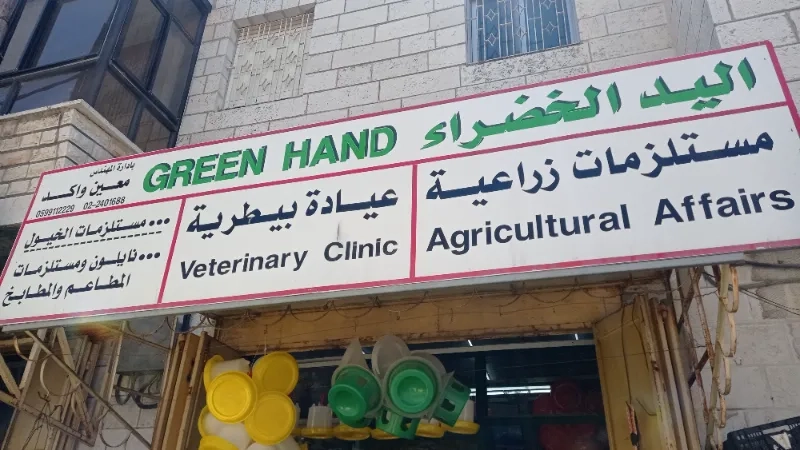 اليد الخضراء GREEN HAND
بإدارة المهندس
معين واكد
0599112229 02-2401688
مستلزمات زراعية
Agricultural Affairs
عيادة بيطرية
Veterinary Clinic
مستلزمات الخيول...
نايلون ومستلزمات...
المطاعم والمطابخ